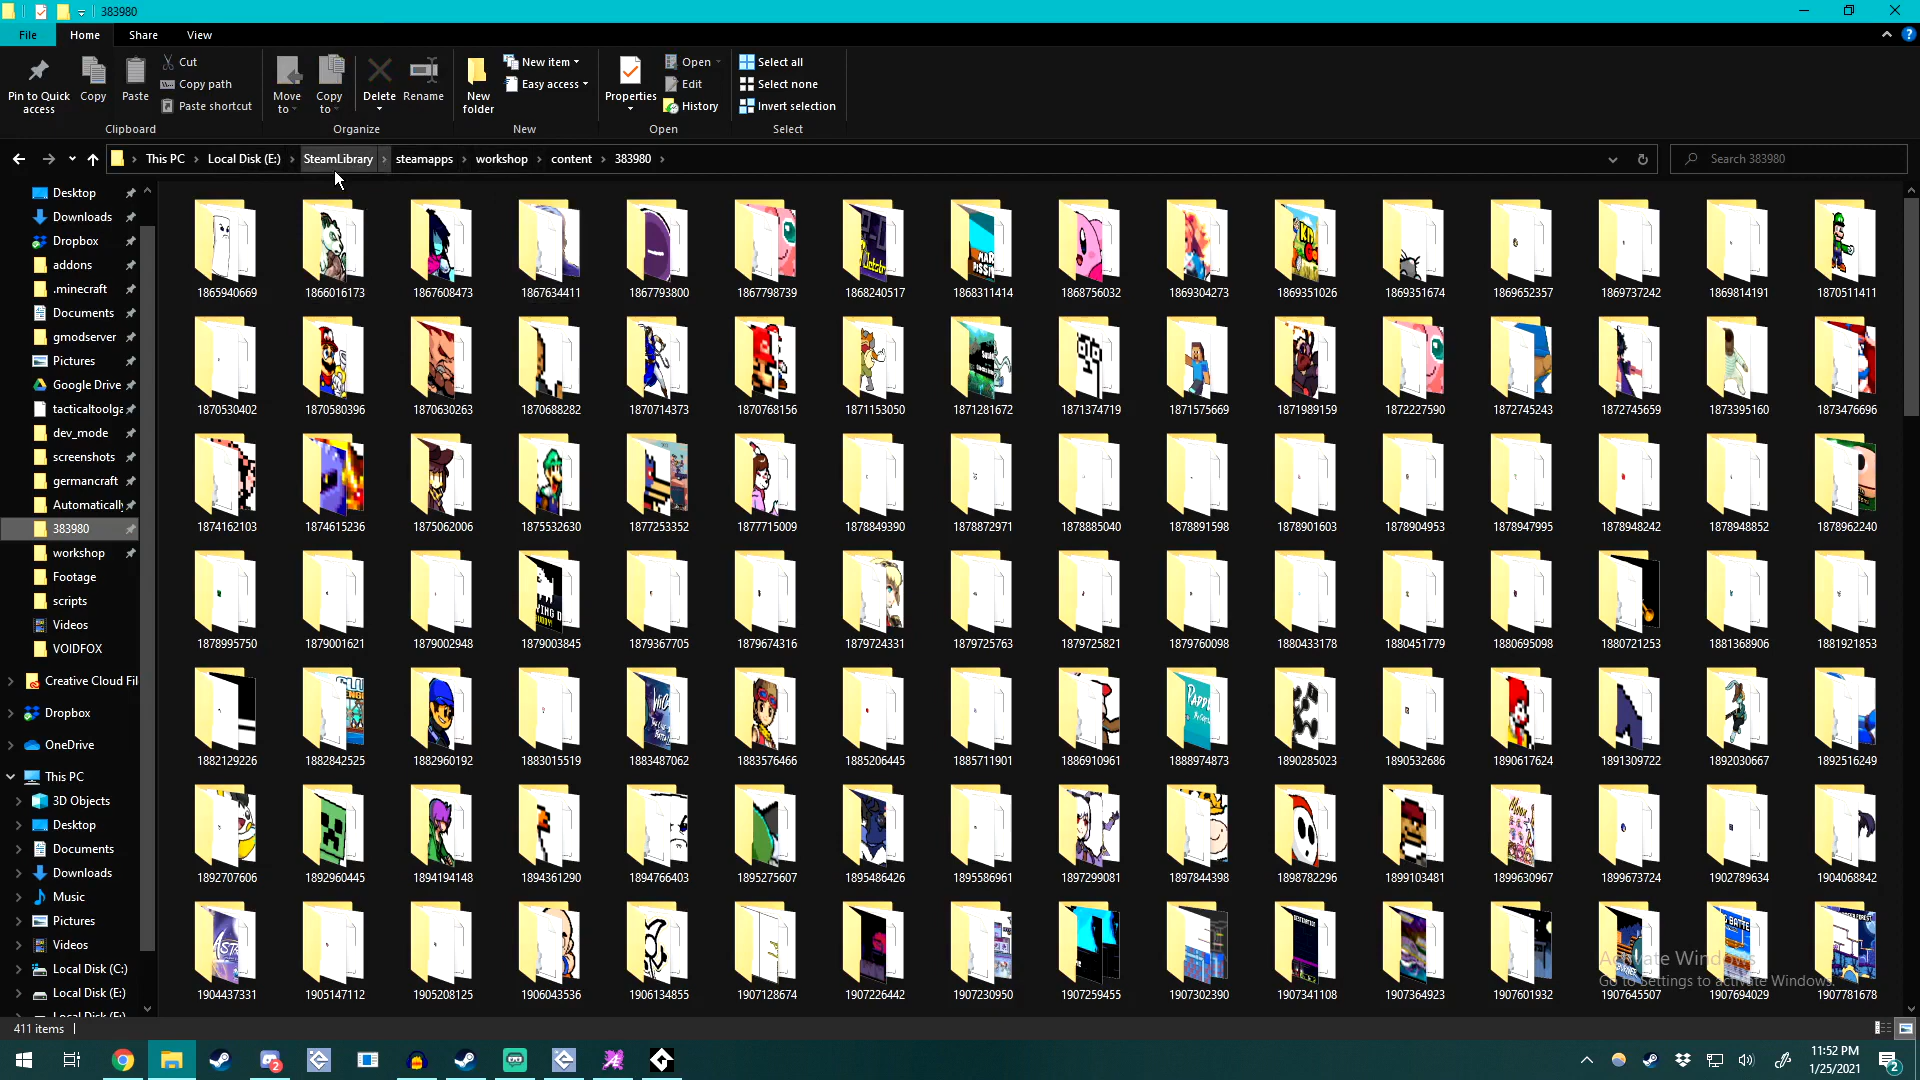 383980
File Home Share View
Pin to Quick access
Copy
Paste
Cut
Copy path
Paste shortcut
Move to
Copy to
Delete
Rename
New folder
New item
Easy access
Properties
Open
Edit
History
Select all
Select none
Invert selection
Clipboard Organize New Open Select
This PC Local Disk (E:) SteamLibrary steamapps workshop content 383980
Search 383980
Desktop
Downloads
Dropbox
addons
.minecraft
Documents
gmodserver
Pictures
Google Drive
tacticaltoolga
dev_mode
screenshots
germancraft
Automatically
383980
workshop
Footage
scripts
Videos
VOIDFOX
Creative Cloud Fil
Dropbox
OneDrive
This PC
3D Objects
Desktop
Documents
Downloads
Music
Pictures
Videos
Local Disk (C:)
Local Disk (E:)
1865940669 1866016173 1867608473 1867634411 1867793800 1867798739 1868240517 1868311414 1868756032 1869304273 1869351026 1869351674 1869652357 1869737242 1869814191 1870511411
1870530402 1870580396 1870630263 1870688282 1870714373 1870768156 1871153050 1871281672 1871374719 1871575669 1871989159 1872227590 1872745243 1872745659 1873395160 1873476696
1874162103 1874615236 1875062006 1875532630 1877253352 1877715009 1878849390 1878872971 1878885040 1878891598 1878901603 1878904953 1878947995 1878948242 1878948852 1878962240
1878995750 1879001621 1879002948 1879003845 1879367705 1879674316 1879724331 1879725763 1879725821 1879760098 1880433178 1880451779 1880695098 1880721253 1881368906 1881921853
1882129226 1882842525 1882960192 1883015519 1883487062 1883576466 1885206445 1885711901 1886910961 1888974873 1890285023 1890532686 1890617624 1891309722 1892030667 1892516249
1892707606 1892960445 1894194148 1894361290 1894766403 1895275607 1895486426 1895586961 1897299081 1897844398 1898782296 1899103481 1899630967 1899673724 1902789634 1904068842
1904437331 1905147112 1905208125 1906043536 1906134855 1907128674 1907226442 1907230950 1907259455 1907302390 1907341108 1907364923 1907601932 1907645507 1907694029 1907781678
Activate Windows
Go to Settings to activate Windows.
411 items
11:52 PM
1/25/2021
2
2